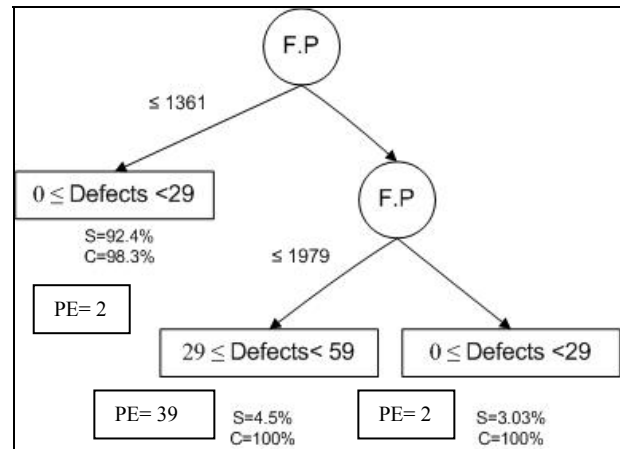 F.P
≤ 1361
0 ≤ Defects <29
F.P
S=92.4%
C=98.3%
≤ 1979
PE= 2
29 ≤ Defects< 59
0 ≤ Defects <29
PE= 39
S=4.5%
C=100%
PE= 2
S=3.03%
C=100%